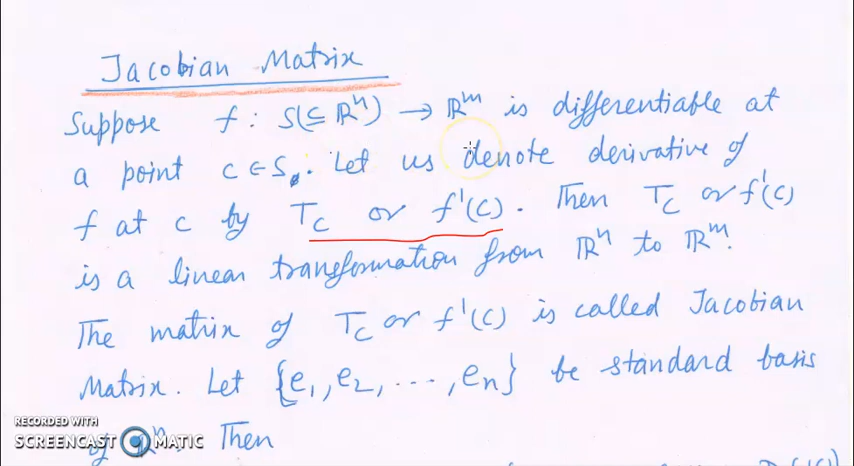 Jacobian Matrix
Suppose f : S(⊆ ℝⁿ) → ℝᵐ is differentiable at
a point c ∈ S. Let us denote derivative of
f at c by T_c or f'(c). Then T_c or f'(c)
is a linear transformation from ℝⁿ to ℝᵐ.
The matrix of T_c or f'(c) is called Jacobian
Matrix. Let {e₁, e₂, ..., eₙ} be standard basis
of ℝⁿ. Then
RECORDED WITH
SCREENCAST MATIC